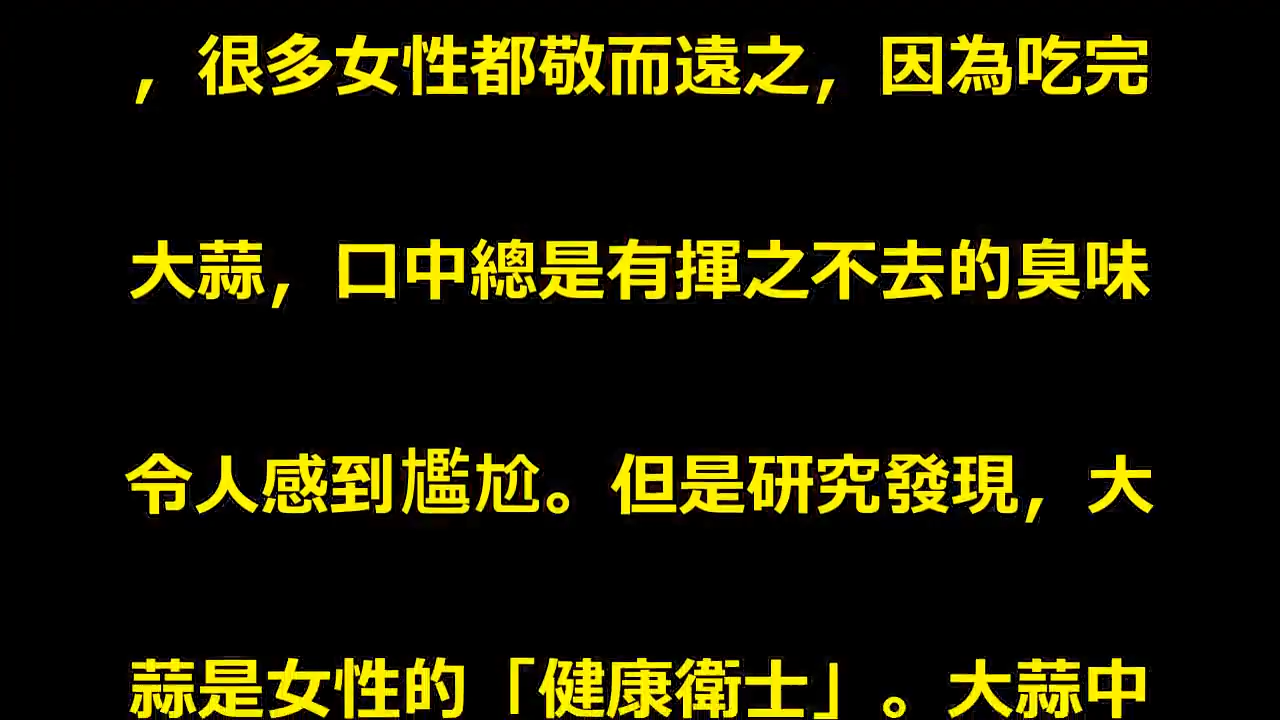 ，很多女性都敬而遠之，因為吃完
大蒜，口中總是有揮之不去的臭味
令人感到尷尬。但是研究發現，大
蒜是女性的「健康衛士」。大蒜中